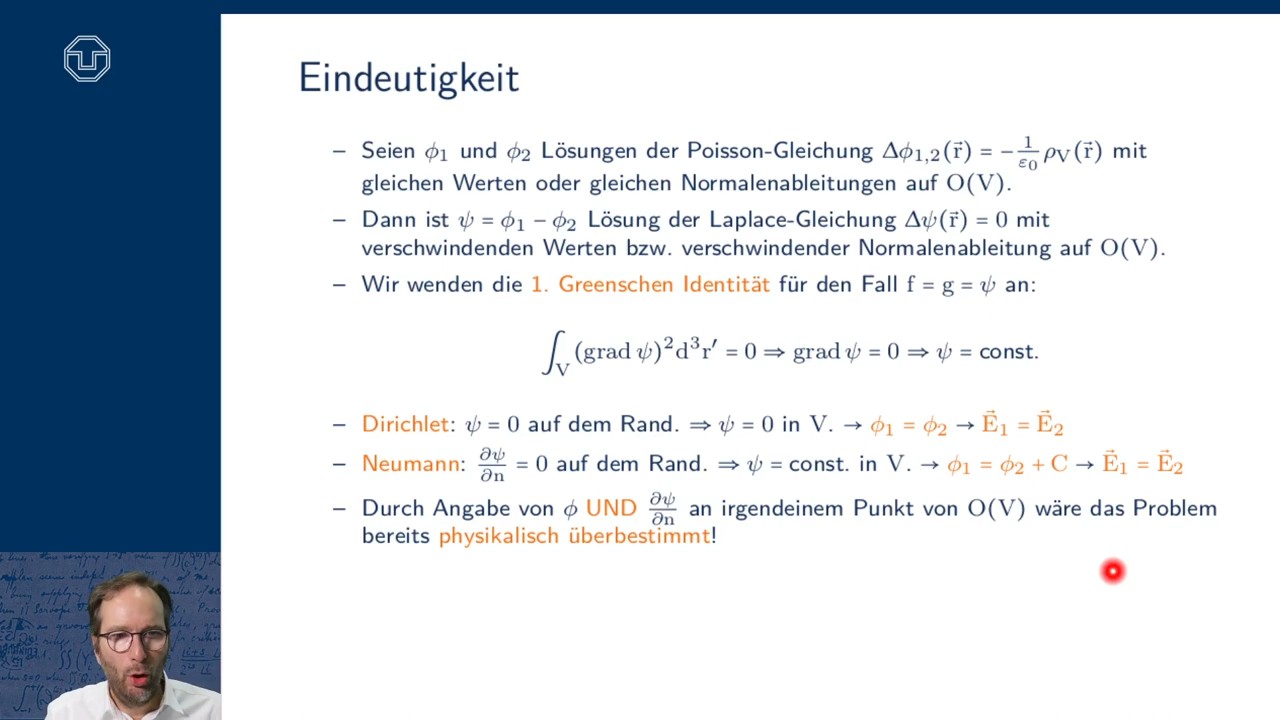 Eindeutigkeit
– Seien ϕ₁ und ϕ₂ Lösungen der Poisson-Gleichung Δϕ₁,₂(r⃗) = −1/ε₀ ρ_V(r⃗) mit
gleichen Werten oder gleichen Normalenableitungen auf O(V).
– Dann ist ψ = ϕ₁ − ϕ₂ Lösung der Laplace-Gleichung Δψ(r⃗) = 0 mit
verschwindenden Werten bzw. verschwindender Normalenableitung auf O(V).
– Wir wenden die 1. Greenschen Identität für den Fall f = g = ψ an:
∫_V (grad ψ)²d³r′ = 0 ⇒ grad ψ = 0 ⇒ ψ = const.
– Dirichlet: ψ = 0 auf dem Rand. ⇒ ψ = 0 in V. → ϕ₁ = ϕ₂ → E⃗₁ = E⃗₂
– Neumann: ∂ψ/∂n = 0 auf dem Rand. ⇒ ψ = const. in V. → ϕ₁ = ϕ₂ + C → E⃗₁ = E⃗₂
– Durch Angabe von ϕ UND ∂ψ/∂n an irgendeinem Punkt von O(V) wäre das Problem
bereits physikalisch überbestimmt!